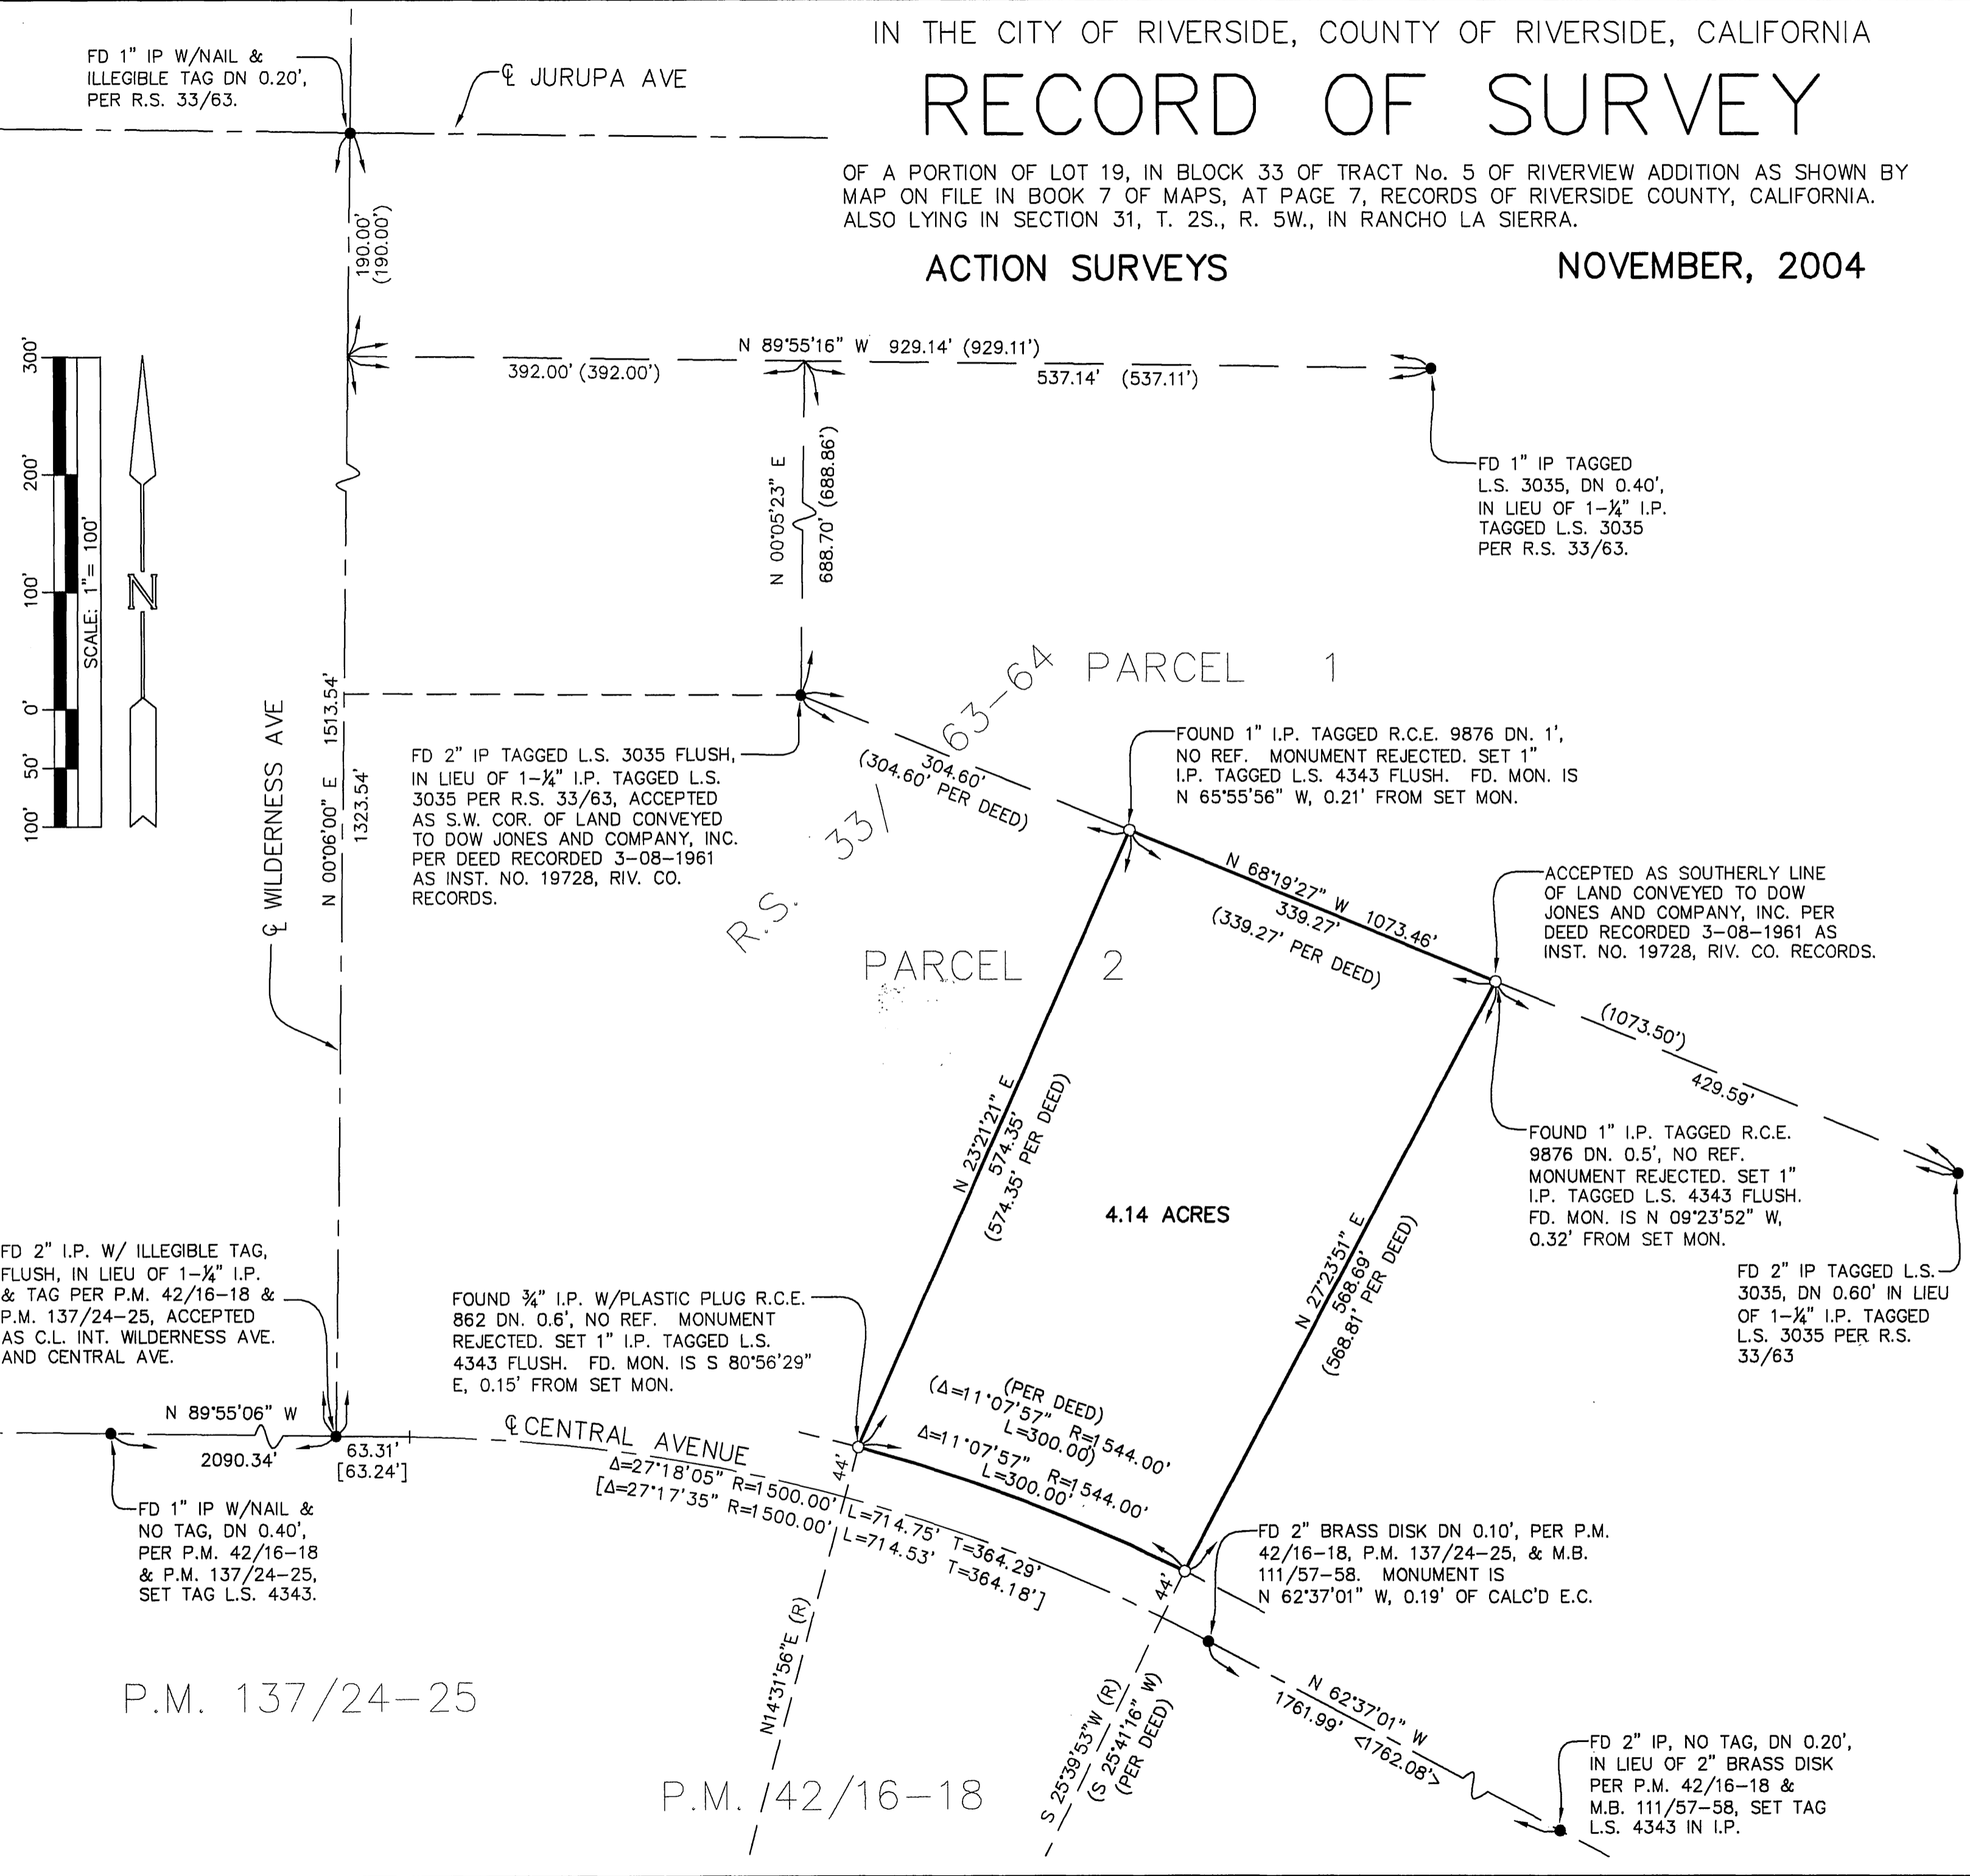 IN THE CITY OF RIVERSIDE, COUNTY OF RIVERSIDE, CALIFORNIA
RECORD OF SURVEY
OF A PORTION OF LOT 19, IN BLOCK 33 OF TRACT No. 5 OF RIVERVIEW ADDITION AS SHOWN BY
MAP ON FILE IN BOOK 7 OF MAPS, AT PAGE 7, RECORDS OF RIVERSIDE COUNTY, CALIFORNIA.
ALSO LYING IN SECTION 31, T. 2S., R. 5W., IN RANCHO LA SIERRA.
ACTION SURVEYS
NOVEMBER, 2004
FD 1" IP W/NAIL &
ILLEGIBLE TAG DN 0.20',
PER R.S. 33/63.
℄ JURUPA AVE
190.00'
(190.00')
N 89°55'16" W 929.14' (929.11')
392.00' (392.00')
537.14' (537.11')
FD 1" IP TAGGED
L.S. 3035, DN 0.40',
IN LIEU OF 1-¼" I.P.
TAGGED L.S. 3035
PER R.S. 33/63.
N 00°05'23" E
688.70' (688.86')
300'
200'
100'
0'
50'
100'
SCALE: 1"= 100'
N
℄ WILDERNESS AVE
N 00°06'00" E 1513.54'
1323.54'
FD 2" IP TAGGED L.S. 3035 FLUSH,
IN LIEU OF 1-¼" I.P. TAGGED L.S.
3035 PER R.S. 33/63, ACCEPTED
AS S.W. COR. OF LAND CONVEYED
TO DOW JONES AND COMPANY, INC.
PER DEED RECORDED 3-08-1961
AS INST. NO. 19728, RIV. CO.
RECORDS.
R.S. 33/ 63-64
PARCEL 1
PARCEL 2
304.60'
(304.60' PER DEED)
FOUND 1" I.P. TAGGED R.C.E. 9876 DN. 1',
NO REF. MONUMENT REJECTED. SET 1"
I.P. TAGGED L.S. 4343 FLUSH. FD. MON. IS
N 65°55'56" W, 0.21' FROM SET MON.
N 68°19'27" W 1073.46'
339.27'
(339.27' PER DEED)
ACCEPTED AS SOUTHERLY LINE
OF LAND CONVEYED TO DOW
JONES AND COMPANY, INC. PER
DEED RECORDED 3-08-1961 AS
INST. NO. 19728, RIV. CO. RECORDS.
(1073.50')
429.59'
FOUND 1" I.P. TAGGED R.C.E.
9876 DN. 0.5', NO REF.
MONUMENT REJECTED. SET 1"
I.P. TAGGED L.S. 4343 FLUSH.
FD. MON. IS N 09°23'52" W,
0.32' FROM SET MON.
FD 2" IP TAGGED L.S.
3035, DN 0.60' IN LIEU
OF 1-¼" I.P. TAGGED
L.S. 3035 PER R.S.
33/63
N 23°21'21" E
574.35'
(574.35' PER DEED)
4.14 ACRES
N 27°23'51" E
568.69'
(568.81' PER DEED)
FD 2" I.P. W/ ILLEGIBLE TAG,
FLUSH, IN LIEU OF 1-¼" I.P.
& TAG PER P.M. 42/16-18 &
P.M. 137/24-25, ACCEPTED
AS C.L. INT. WILDERNESS AVE.
AND CENTRAL AVE.
FOUND ¾" I.P. W/PLASTIC PLUG R.C.E.
862 DN. 0.6', NO REF. MONUMENT
REJECTED. SET 1" I.P. TAGGED L.S.
4343 FLUSH. FD. MON. IS S 80°56'29"
E, 0.15' FROM SET MON.
(PER DEED)
(Δ=11°07'57" R=1544.00'
L=300.00')
Δ=11°07'57" R=1544.00'
L=300.00'
N 89°55'06" W
2090.34'
63.31'
[63.24']
℄ CENTRAL AVENUE
Δ=27°18'05" R=1500.00' L=714.75' T=364.29'
[Δ=27°17'35" R=1500.00' L=714.53' T=364.18']
44'
44'
FD 1" IP W/NAIL &
NO TAG, DN 0.40',
PER P.M. 42/16-18
& P.M. 137/24-25,
SET TAG L.S. 4343.
FD 2" BRASS DISK DN 0.10', PER P.M.
42/16-18, P.M. 137/24-25, & M.B.
111/57-58. MONUMENT IS
N 62°37'01" W, 0.19' OF CALC'D E.C.
N14°31'56"E (R)
S 25°39'53"W (R)
(S 25°41'16" W)
(PER DEED)
N 62°37'01" W
1761.99'
<1762.08'>
P.M. 137/24-25
P.M. 42/16-18
FD 2" IP, NO TAG, DN 0.20',
IN LIEU OF 2" BRASS DISK
PER P.M. 42/16-18 &
M.B. 111/57-58, SET TAG
L.S. 4343 IN I.P.